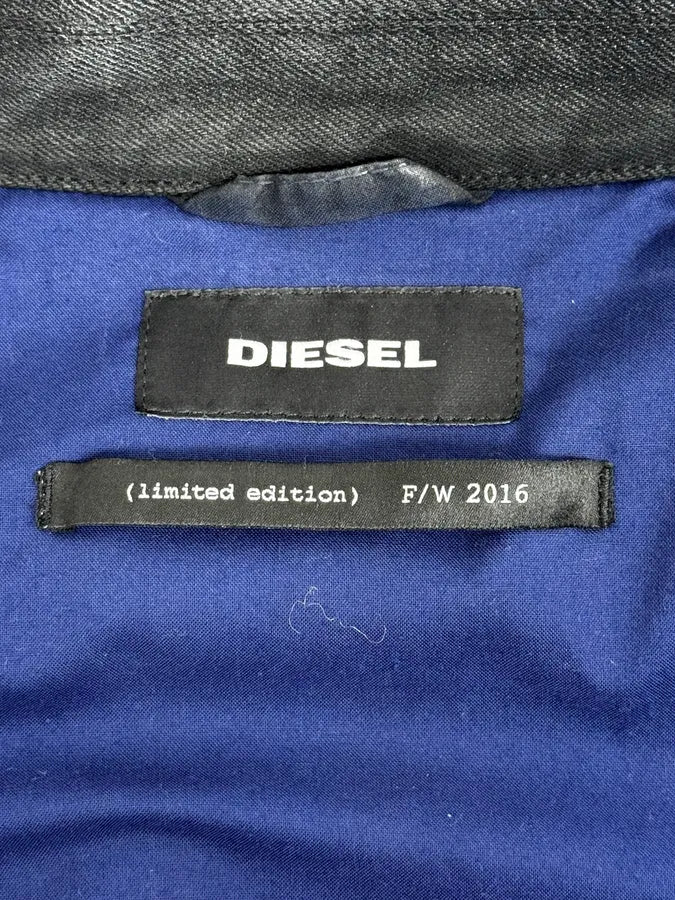 DIESEL
(limited edition) F/W 2016